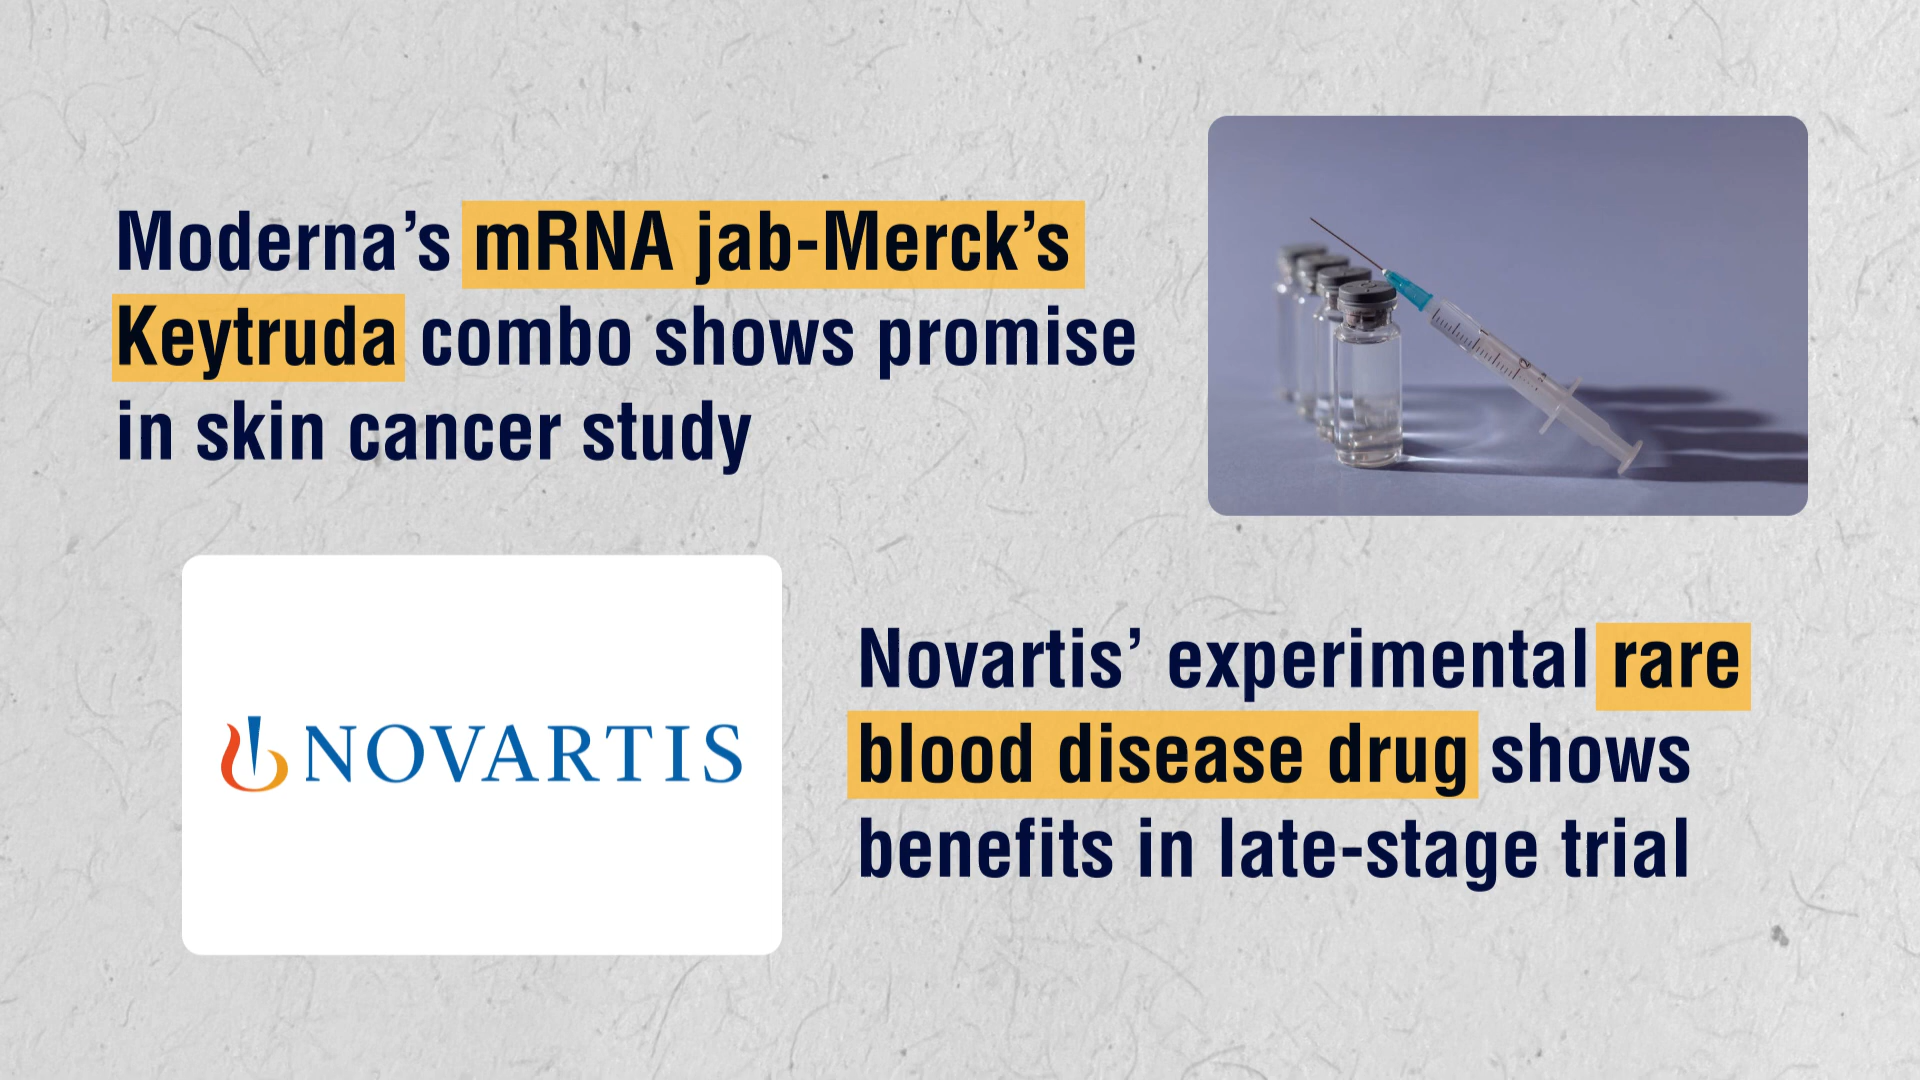 Moderna’s mRNA jab-Merck’s
Keytruda combo shows promise
in skin cancer study
NOVARTIS
Novartis’ experimental rare
blood disease drug shows
benefits in late-stage trial